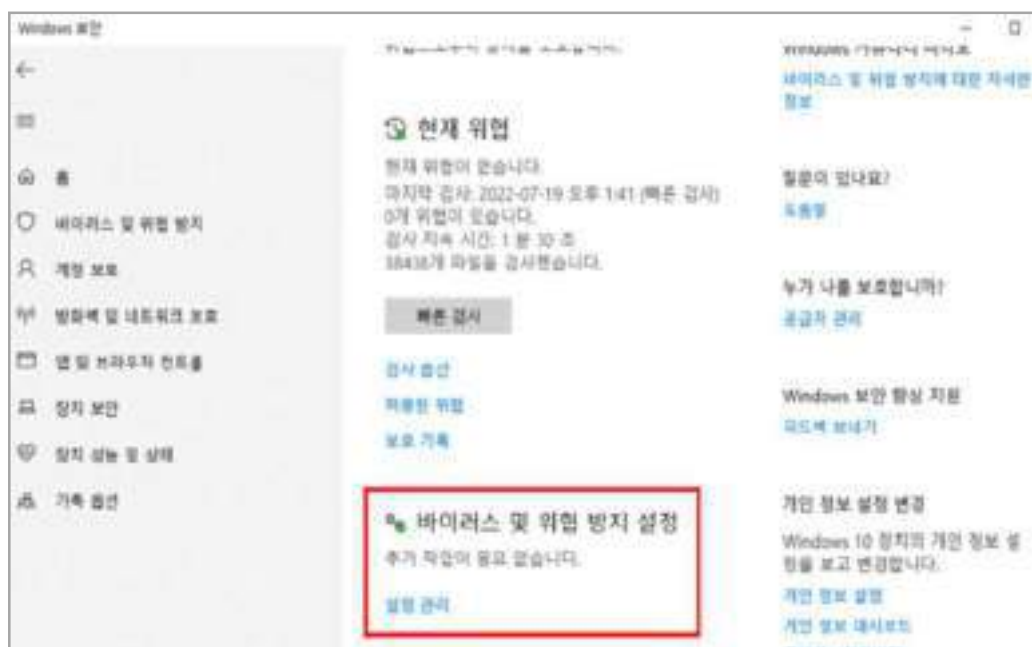 Windows 보안
홈
바이러스 및 위협 방지
계정 보호
방화벽 및 네트워크 보호
앱 및 브라우저 컨트롤
장치 보안
장치 성능 및 상태
가족 옵션
현재 위협
현재 위협이 없습니다.
마지막 검사: 2022-07-19 오후 1:41 (빠른 검사)
0개 위협이 있습니다.
검사 지속 시간: 1 분 30 초
개 파일을 검사했습니다.
빠른 검사
검사 옵션
허용된 위협
보호 기록
바이러스 및 위협 방지 설정
추가 작업이 필요 없습니다.
설정 관리
바이러스 및 위협 방지에 대한 자세한
정보
질문이 있나요?
도움말
누가 나를 보호합니까?
공급자 관리
Windows 보안 향상 지원
피드백 보내기
개인 정보 설정 변경
Windows 10 장치의 개인 정보 설
정을 보고 변경합니다.
개인 정보 설정
개인 정보 대시보드